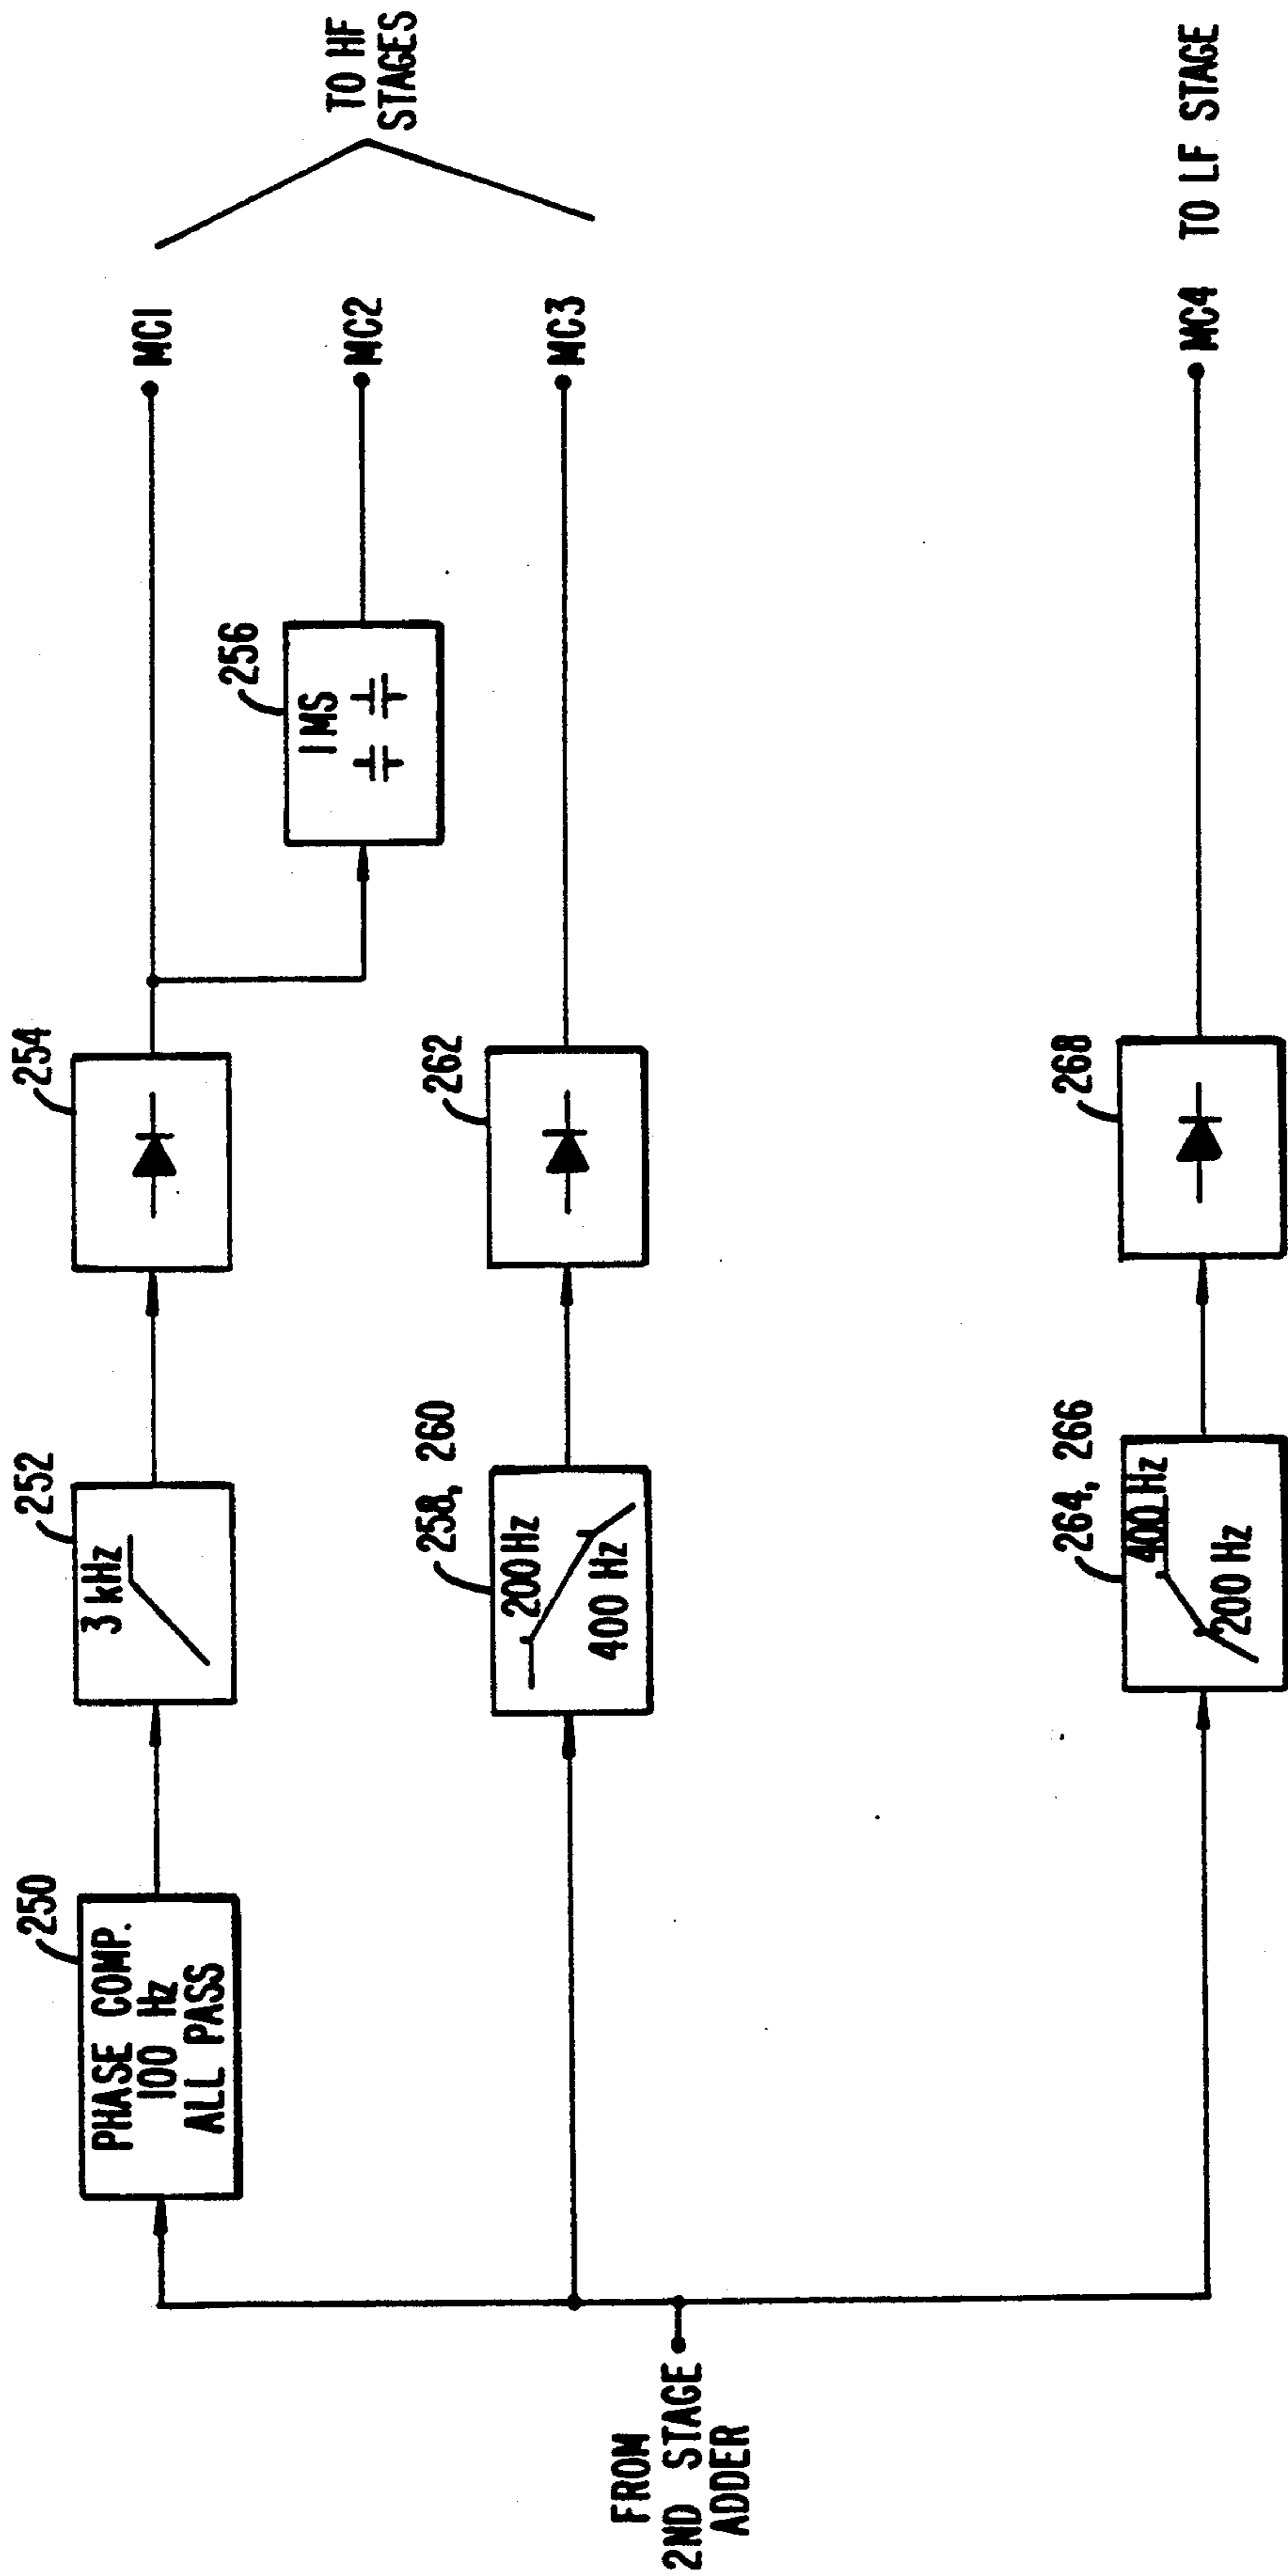 250
PHASE COMP.
100 Hz
ALL PASS
252
3 kHz
254
MC1
256
1MS
MC2
TO HF
STAGES
258, 260
200 Hz
400 Hz
262
MC3
FROM
2ND STAGE
ADDER
264, 266
400 Hz
200 Hz
268
MC4 TO LF STAGE